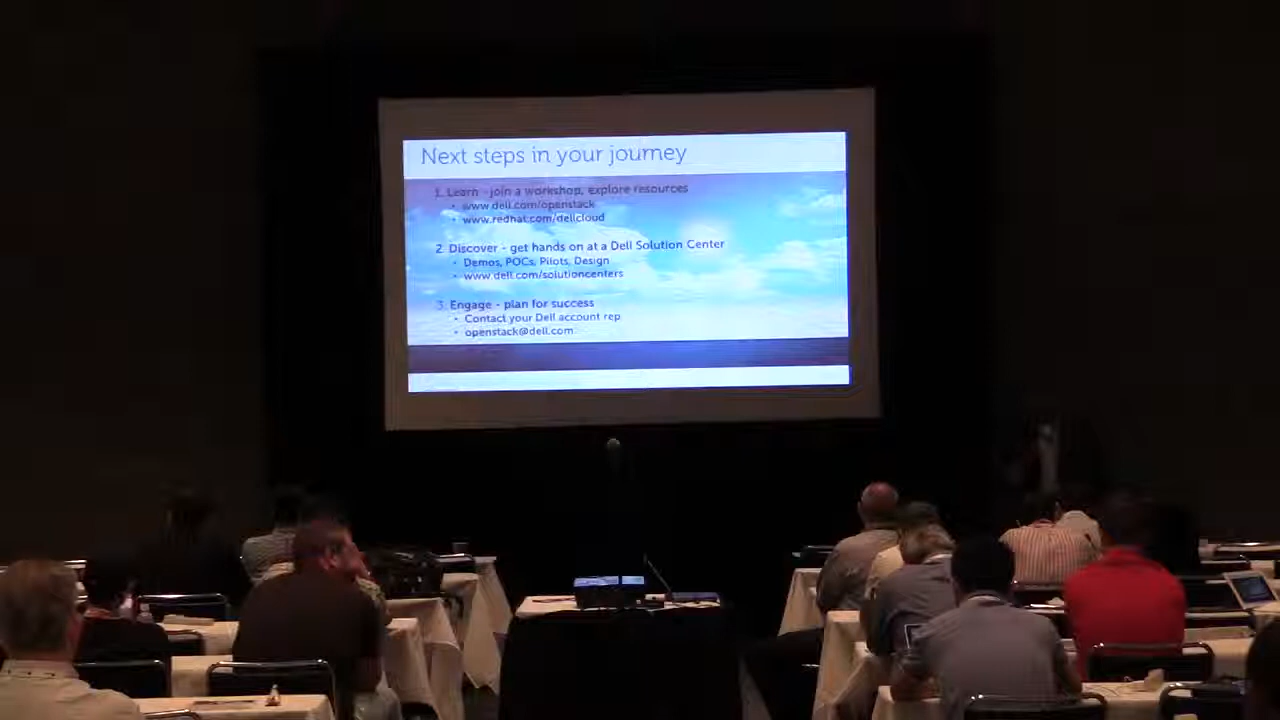 Next steps in your journey
1. Learn - join a workshop, explore resources
• www.dell.com/openstack
• www.redhat.com/dellcloud
2. Discover - get hands on at a Dell Solution Center
• Demos, POCs, Pilots, Design
• www.dell.com/solutioncenters
3. Engage - plan for success
• Contact your Dell account rep
• openstack@dell.com